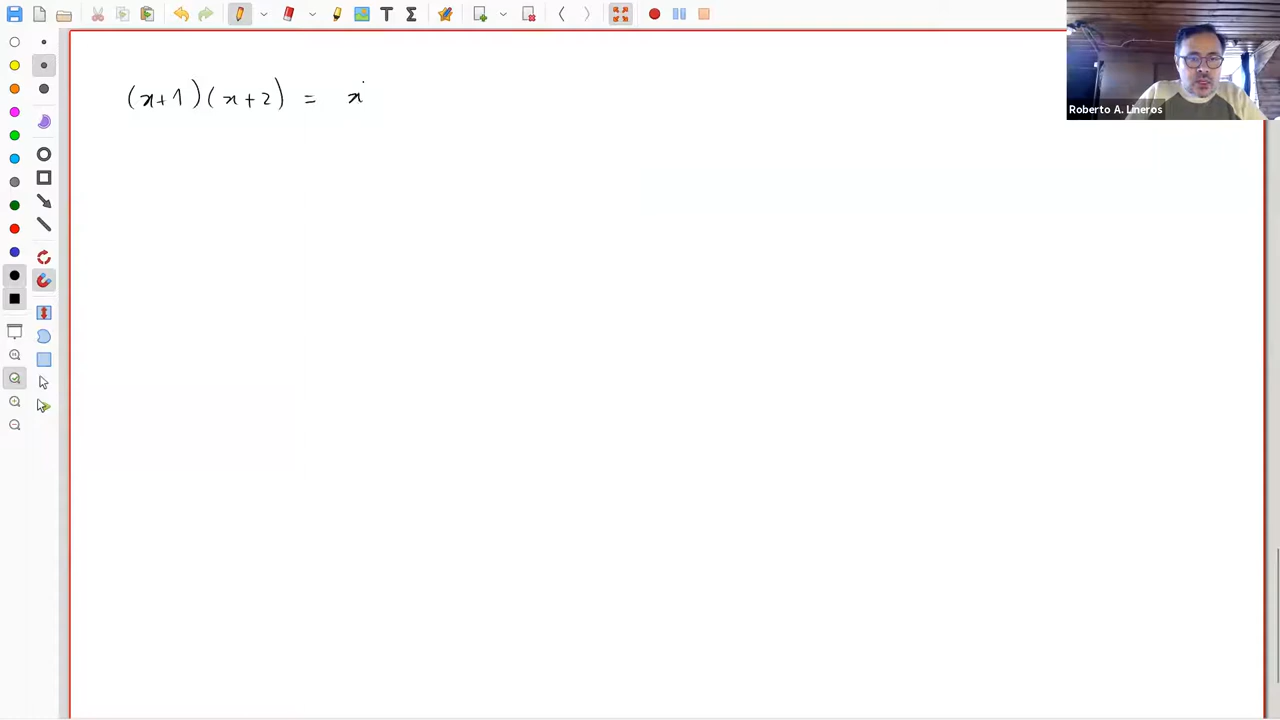 (x+1)(x+2) = x
Roberto A. Lineros